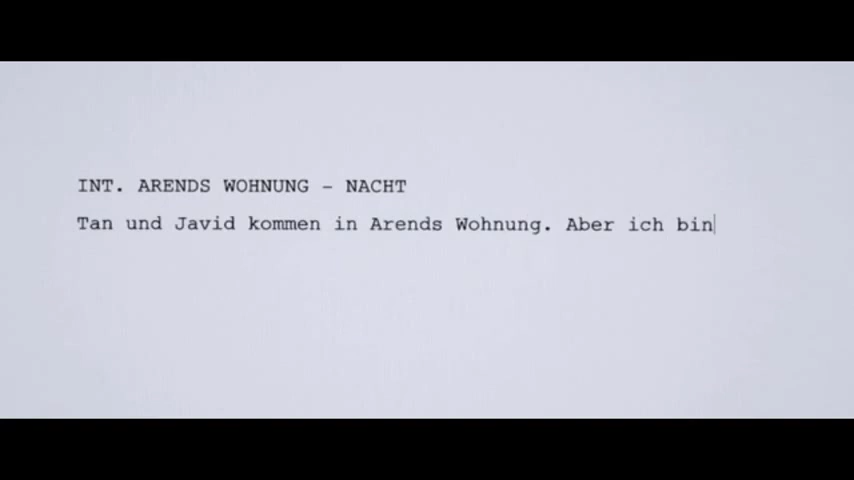 INT. ARENDS WOHNUNG – NACHT
Tan und Javid kommen in Arends Wohnung. Aber ich bin